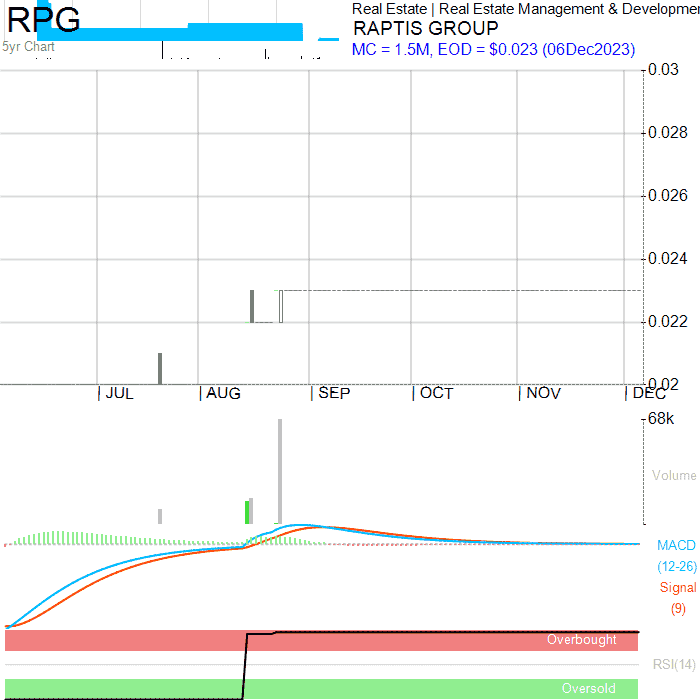 RPG
Real Estate | Real Estate Management & Developmen
RAPTIS GROUP
5yr Chart
MC = 1.5M, EOD = $0.023 (06Dec2023)
0.03
0.028
0.026
0.024
0.022
0.02
| JUL | AUG | SEP | OCT | NOV | DEC
68k
Volume
MACD
(12-26)
Signal
(9)
Overbought
RSI(14)
Oversold